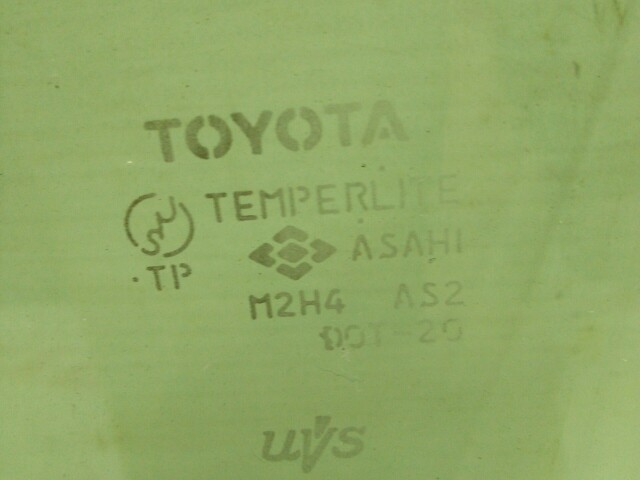 TOYOTA
TEMPERLITE
ASAHI
·TP
M2H4 AS2
DOT-20
UVS